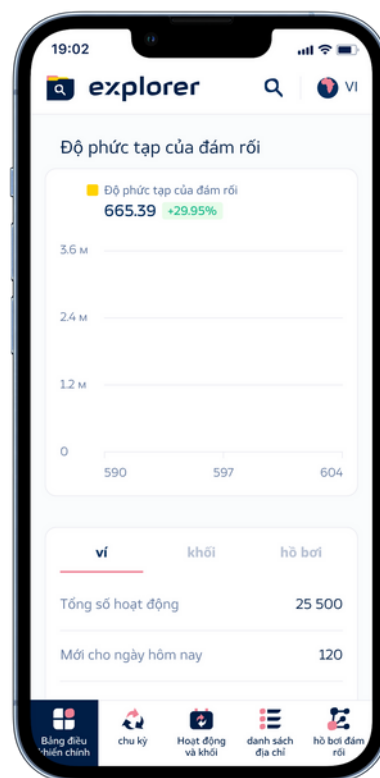 19:02
explorer
VI
Độ phức tạp của đám rối
Độ phức tạp của đám rối
665.39 +29.95%
3.6 M
2.4 M
1.2 M
0
590 597 604
ví khối hồ bơi
Tổng số hoạt động 25 500
Mới cho ngày hôm nay 120
Bảng điều chu kỳ Hoạt động danh sách hồ bơi đám
khiển chính và khối địa chỉ rối